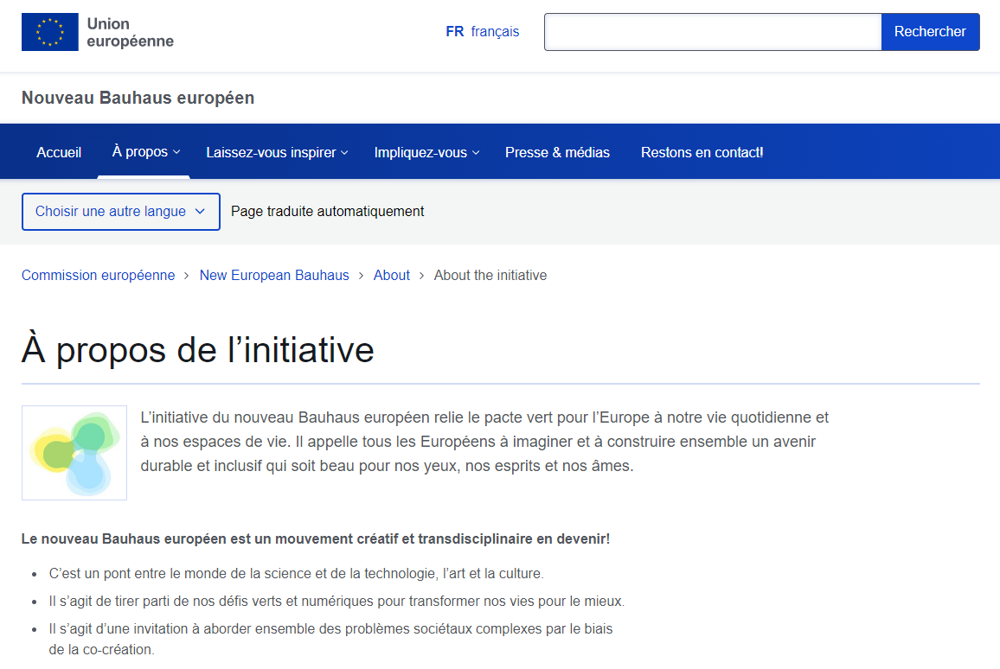 Union
européenne
FR français
Rechercher
Nouveau Bauhaus européen
Accueil À propos Laissez-vous inspirer Impliquez-vous Presse & médias Restons en contact!
Choisir une autre langue Page traduite automatiquement
Commission européenne > New European Bauhaus > About > About the initiative
À propos de l’initiative
L’initiative du nouveau Bauhaus européen relie le pacte vert pour l’Europe à notre vie quotidienne et
à nos espaces de vie. Il appelle tous les Européens à imaginer et à construire ensemble un avenir
durable et inclusif qui soit beau pour nos yeux, nos esprits et nos âmes.
Le nouveau Bauhaus européen est un mouvement créatif et transdisciplinaire en devenir!
• C’est un pont entre le monde de la science et de la technologie, l’art et la culture.
• Il s’agit de tirer parti de nos défis verts et numériques pour transformer nos vies pour le mieux.
• Il s’agit d’une invitation à aborder ensemble des problèmes sociétaux complexes par le biais
de la co-création.